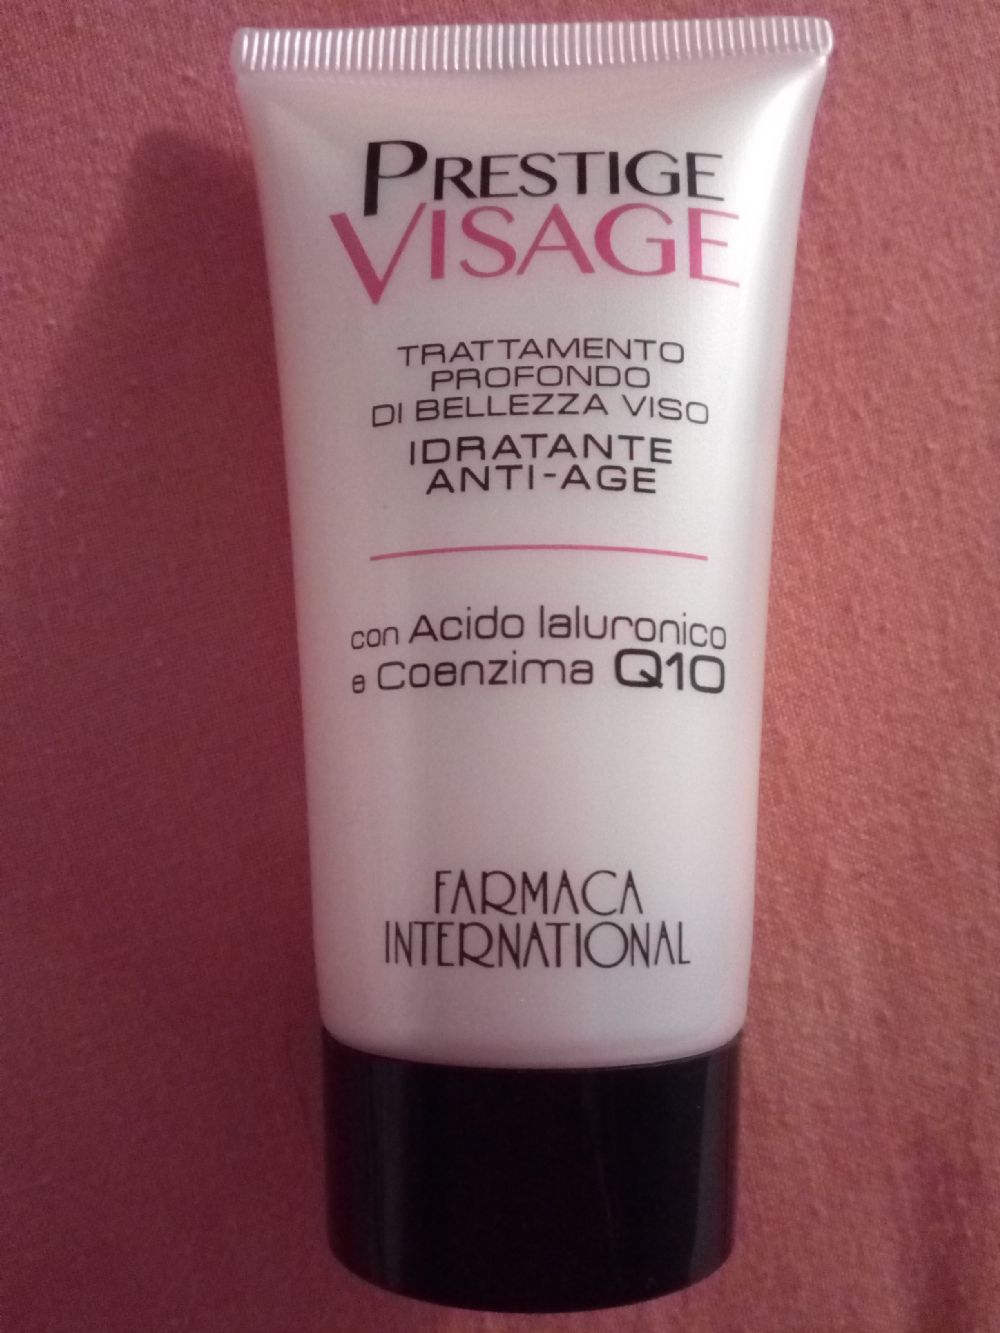 PRESTIGE
VISAGE
TRATTAMENTO
PROFONDO
DI BELLEZZA VISO
IDRATANTE
ANTI-AGE
con Acido Ialuronico
e Coenzima Q10
FARMACA
INTERNATIONAL